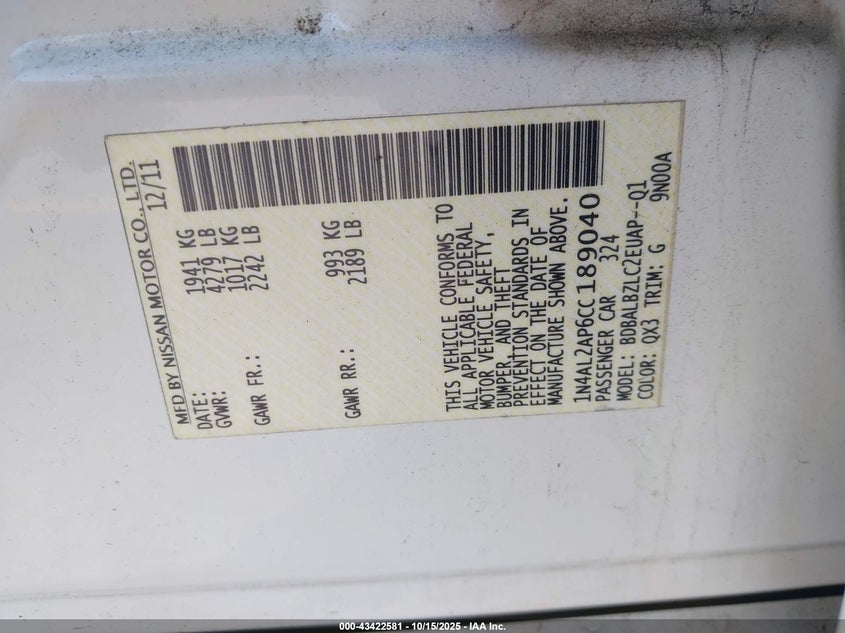 MFD BY NISSAN MOTOR CO., LTD.
DATE: 12/11
GVWR: 1941 KG
4279 LB
GAWR FR.: 1017 KG
2242 LB
GAWR RR.: 993 KG
2189 LB
THIS VEHICLE CONFORMS TO
ALL APPLICABLE FEDERAL
MOTOR VEHICLE SAFETY,
BUMPER, AND THEFT
PREVENTION STANDARDS IN
EFFECT ON THE DATE OF
MANUFACTURE SHOWN ABOVE.
1N4AL2AP6CC189040
PASSENGER CAR 324
MODEL: BDBALBZLC2EUAP--Q1
COLOR: QX3 TRIM: G 9N00A
000-43422581 - 10/15/2025 - IAA Inc.